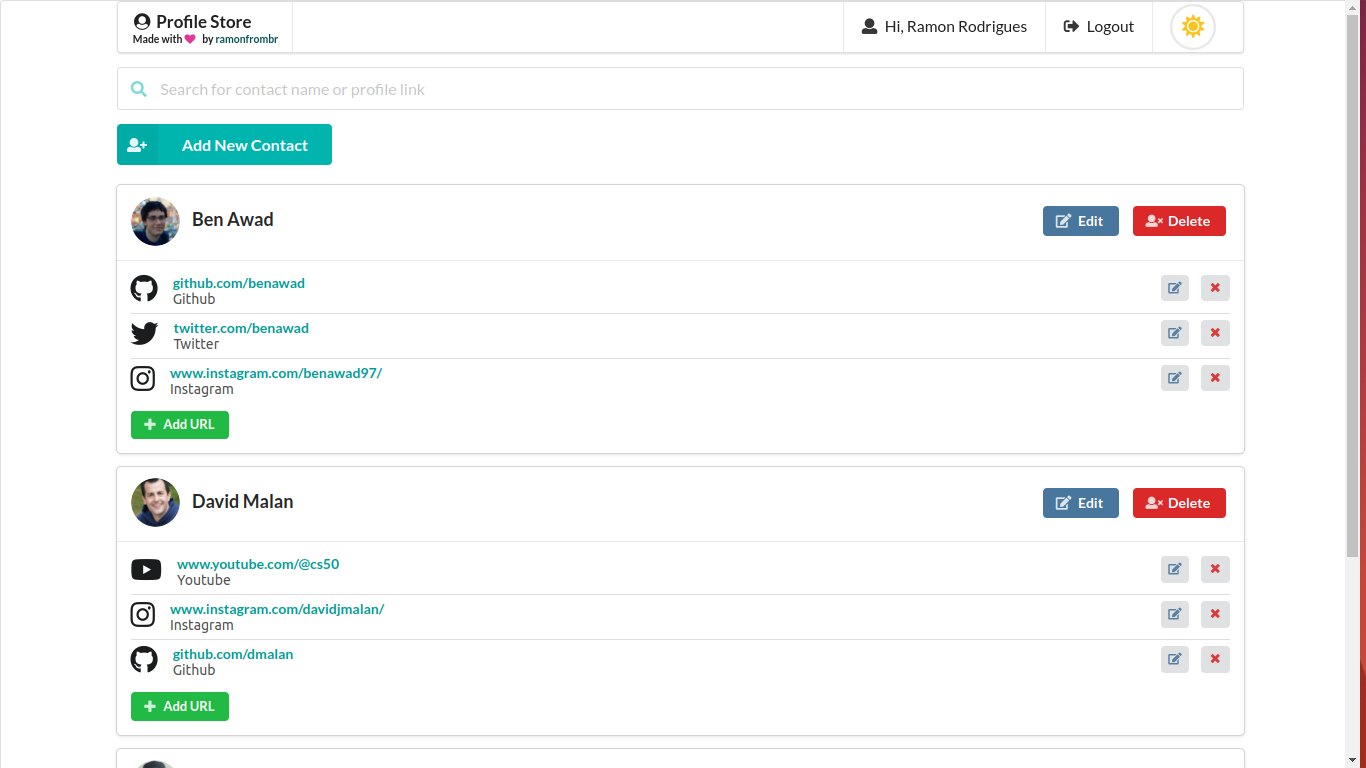 Profile Store
Made with by ramonfrombr
Hi, Ramon Rodrigues
Logout
Search for contact name or profile link
Add New Contact
Ben Awad
Edit
Delete
github.com/benawad
Github
twitter.com/benawad
Twitter
www.instagram.com/benawad97/
Instagram
Add URL
David Malan
Edit
Delete
www.youtube.com/@cs50
Youtube
www.instagram.com/davidjmalan/
Instagram
github.com/dmalan
Github
Add URL